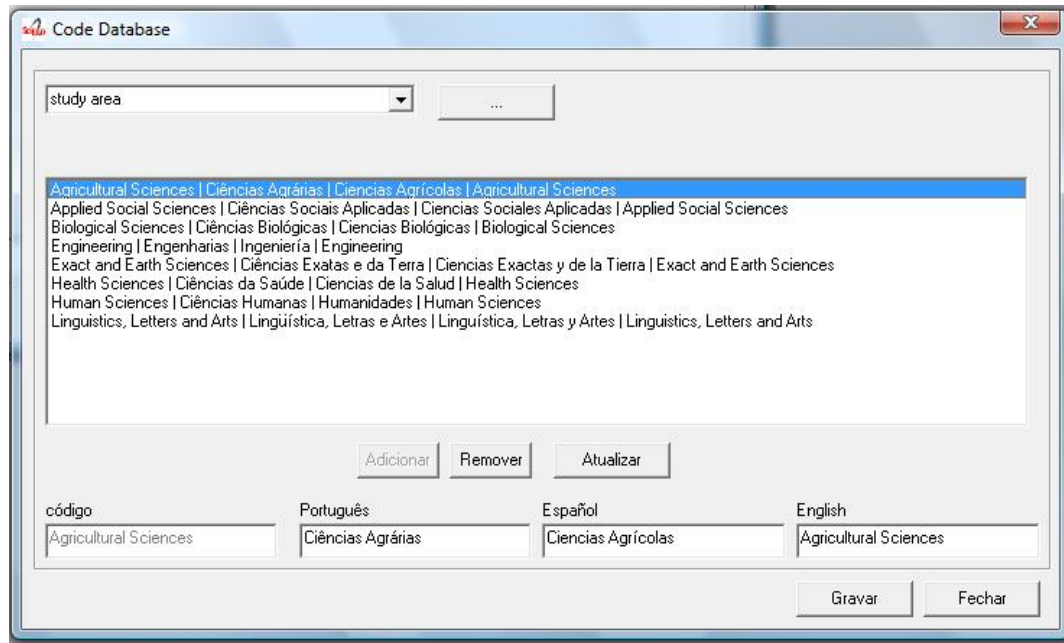 Code Database
study area
...
Agricultural Sciences | Ciências Agrárias | Ciencias Agrícolas | Agricultural Sciences
Applied Social Sciences | Ciências Sociais Aplicadas | Ciencias Sociales Aplicadas | Applied Social Sciences
Biological Sciences | Ciências Biológicas | Ciencias Biológicas | Biological Sciences
Engineering | Engenharias | Ingeniería | Engineering
Exact and Earth Sciences | Ciências Exatas e da Terra | Ciencias Exactas y de la Tierra | Exact and Earth Sciences
Health Sciences | Ciências da Saúde | Ciencias de la Salud | Health Sciences
Human Sciences | Ciências Humanas | Humanidades | Human Sciences
Linguistics, Letters and Arts | Lingüística, Letras e Artes | Linguística, Letras y Artes | Linguistics, Letters and Arts
Adicionar Remover Atualizar
código Português Español English
Agricultural Sciences Ciências Agrárias Ciencias Agrícolas Agricultural Sciences
Gravar Fechar